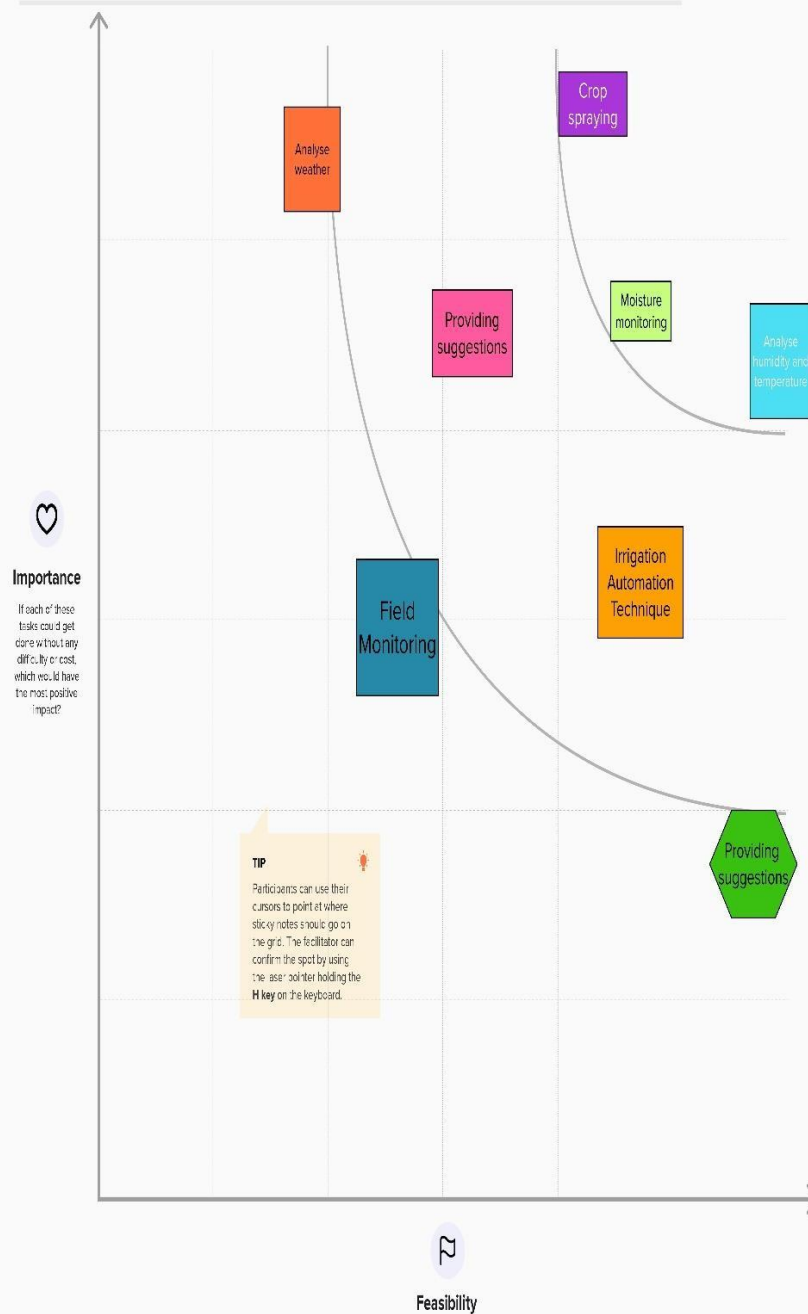 Crop
spraying
Analyse
weather
Moisture
monitoring
Providing
suggestions
Analyse
humidity and
temperature
Importance
If each of these
tasks could get
done without any
difficulty or cost,
which would have
the most positive
impact?
Irrigation
Automation
Technique
Field
Monitoring
Providing
suggestions
TIP
Participants can use their
cursors to point at where
sticky notes should go on
the grid. The facilitator can
confirm the spot by using
the laser pointer holding the
H key on the keyboard.
Feasibility